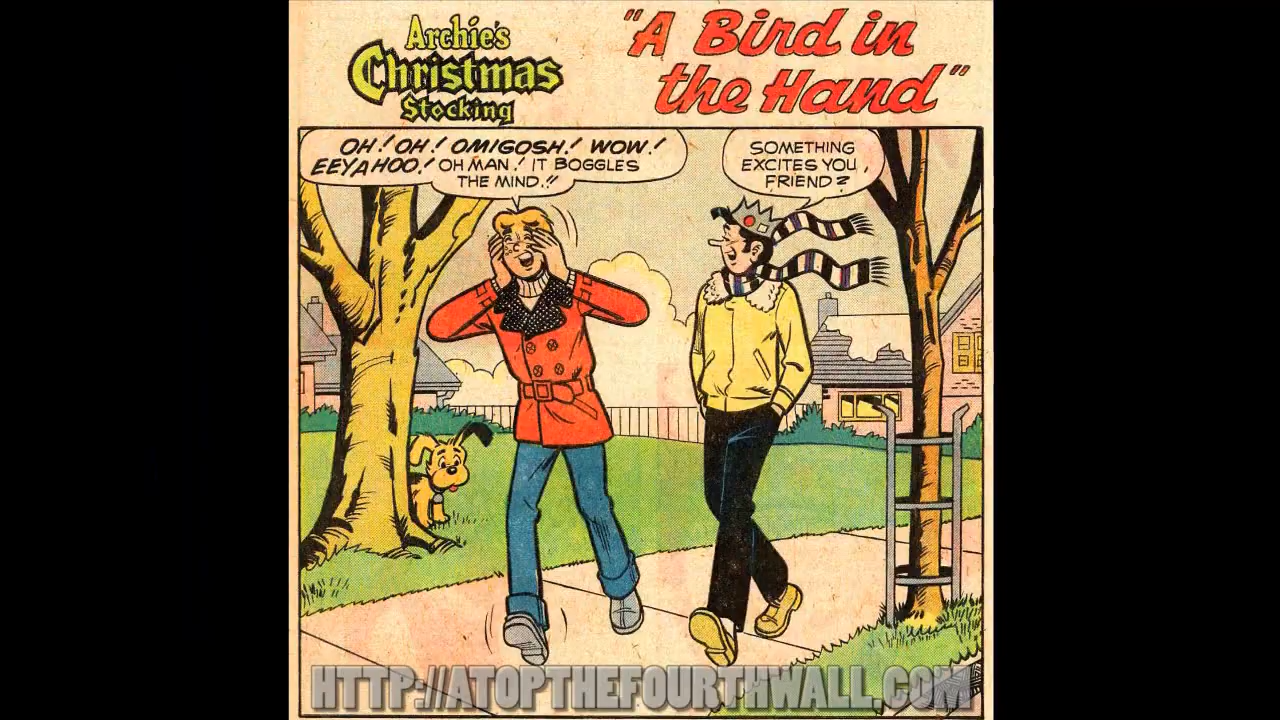 Archie's
Christmas
Stocking
"A Bird in
the Hand"
OH! OH! OMIGOSH! WOW!
EEYAHOO! OH MAN! IT BOGGLES
THE MIND!!
SOMETHING
EXCITES YOU,
FRIEND?
HTTP://ATOPTHEFOURTHWALL.COM